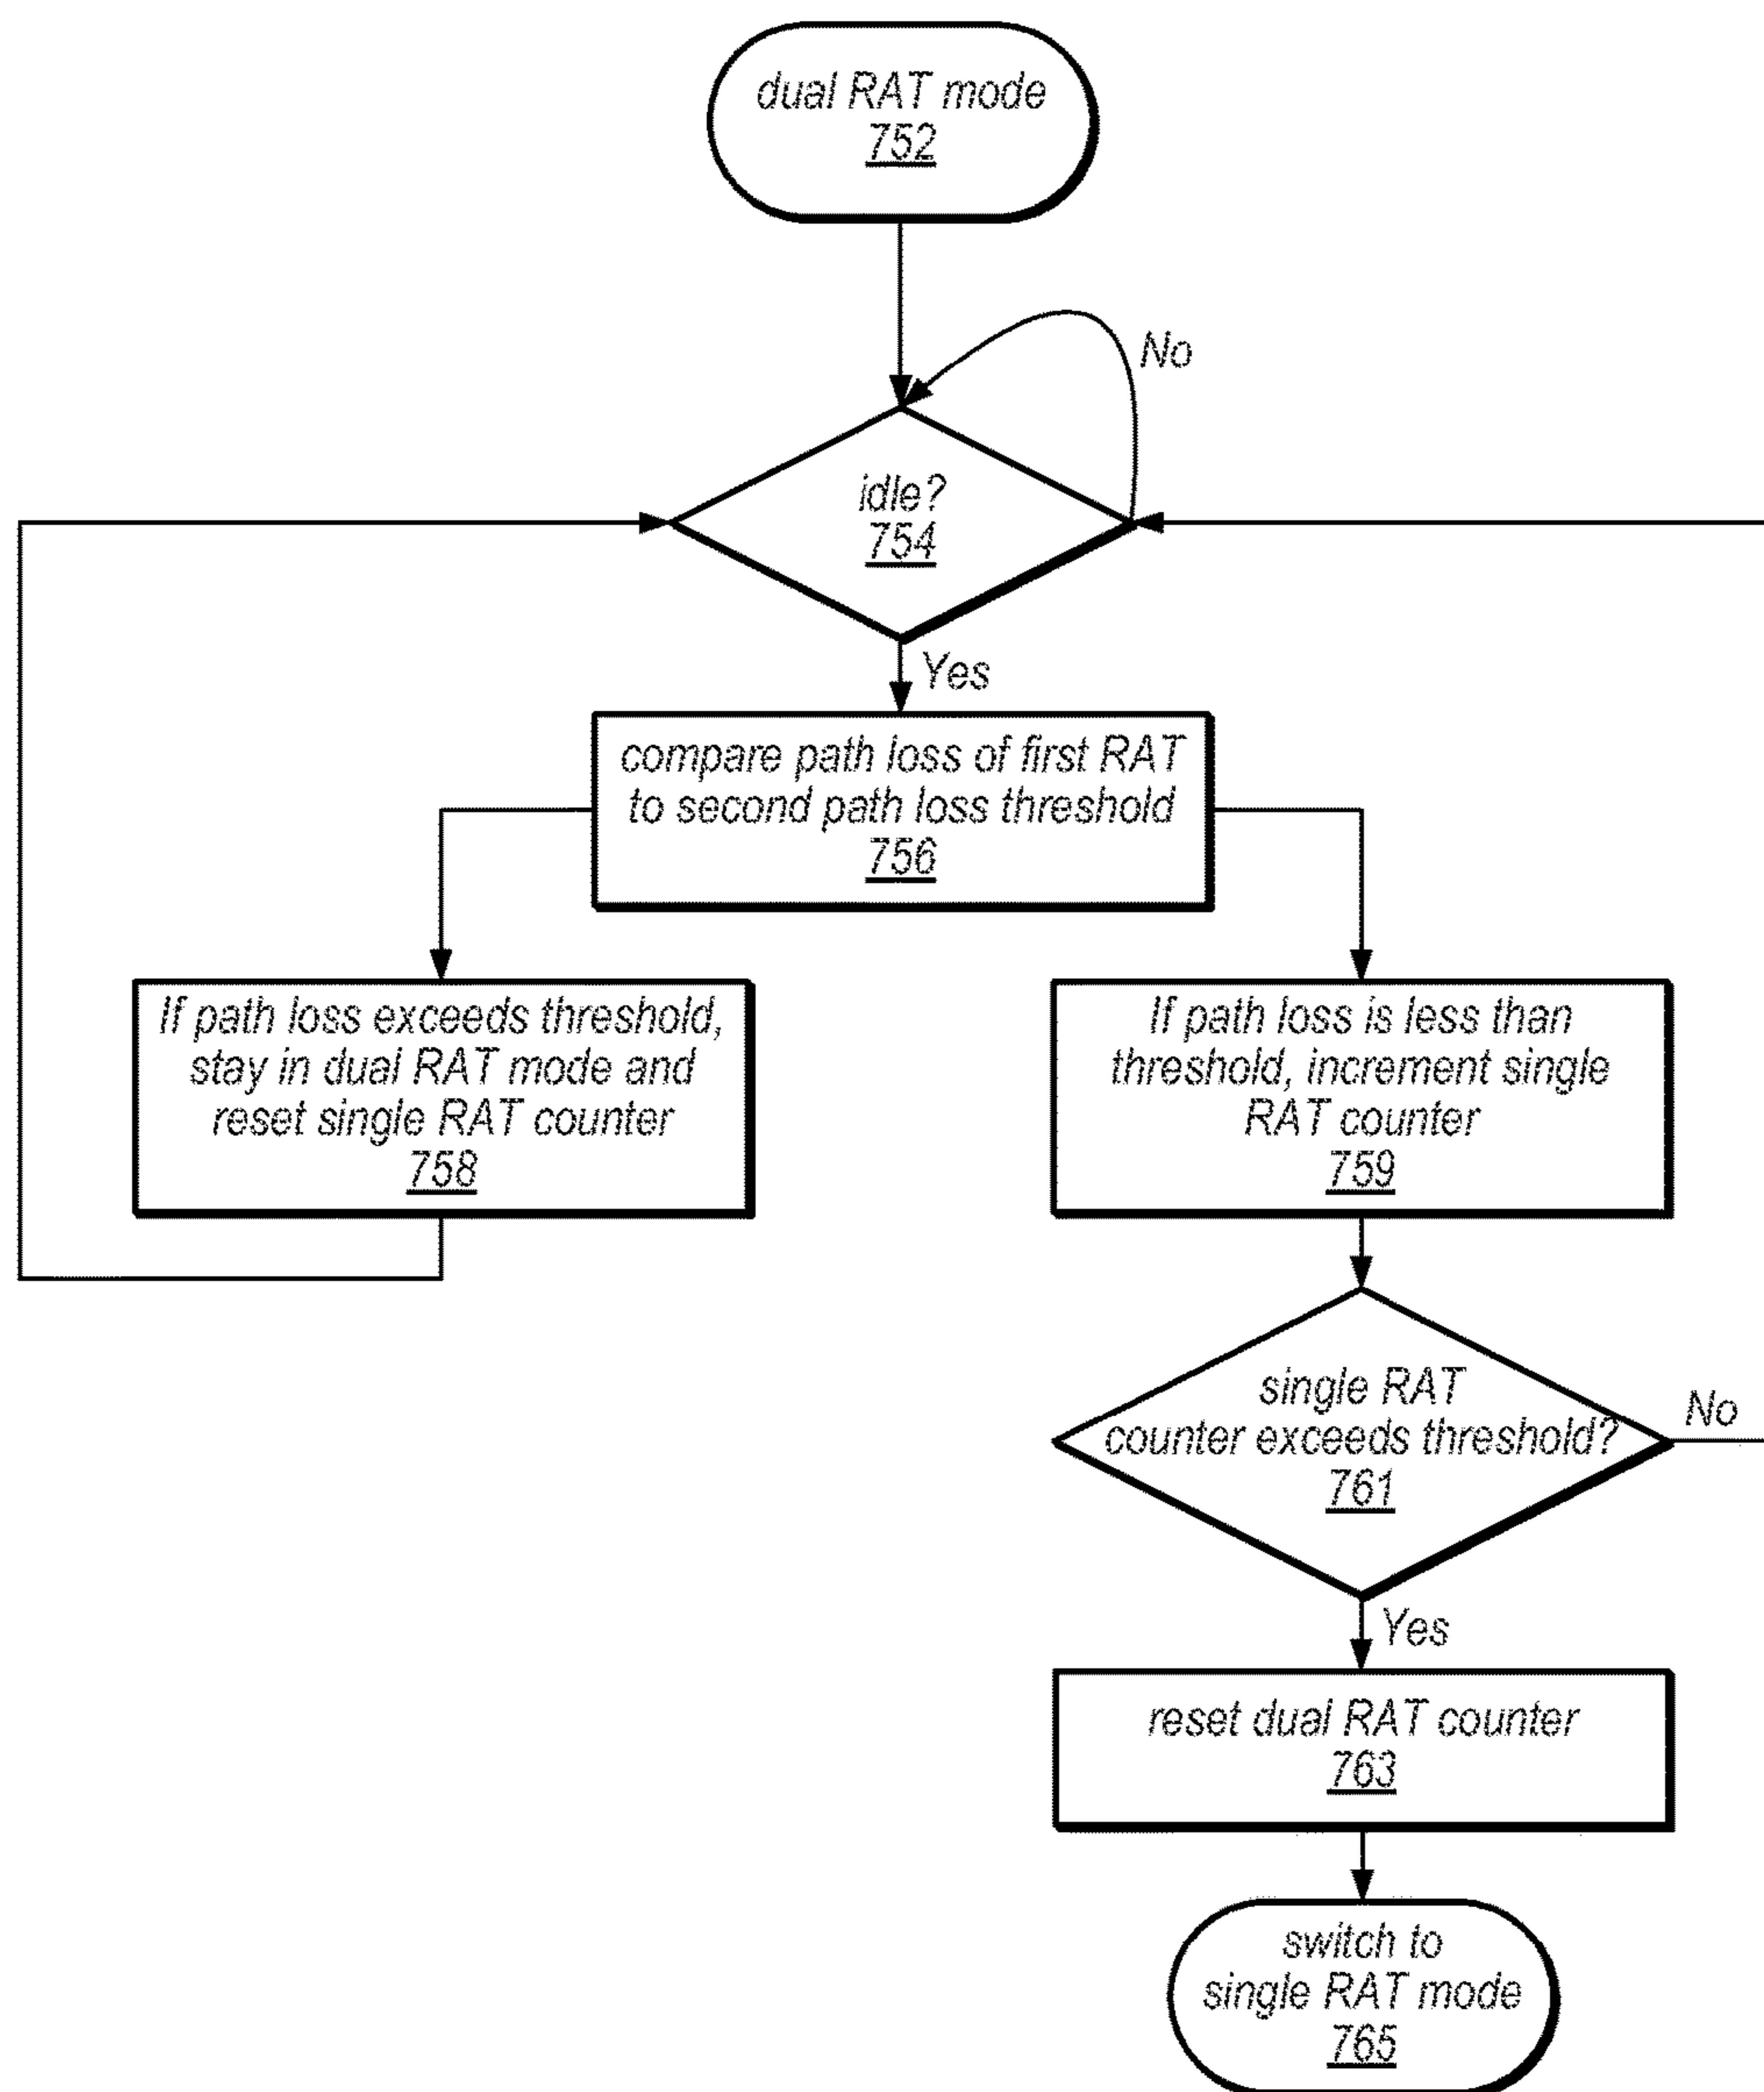 dual RAT mode
752
No
idle?
754
Yes
compare path loss of first RAT
to second path loss threshold
756
If path loss exceeds threshold,
stay in dual RAT mode and
reset single RAT counter
758
If path loss is less than
threshold, increment single
RAT counter
759
single RAT
counter exceeds threshold?
761
No
Yes
reset dual RAT counter
763
switch to
single RAT mode
765